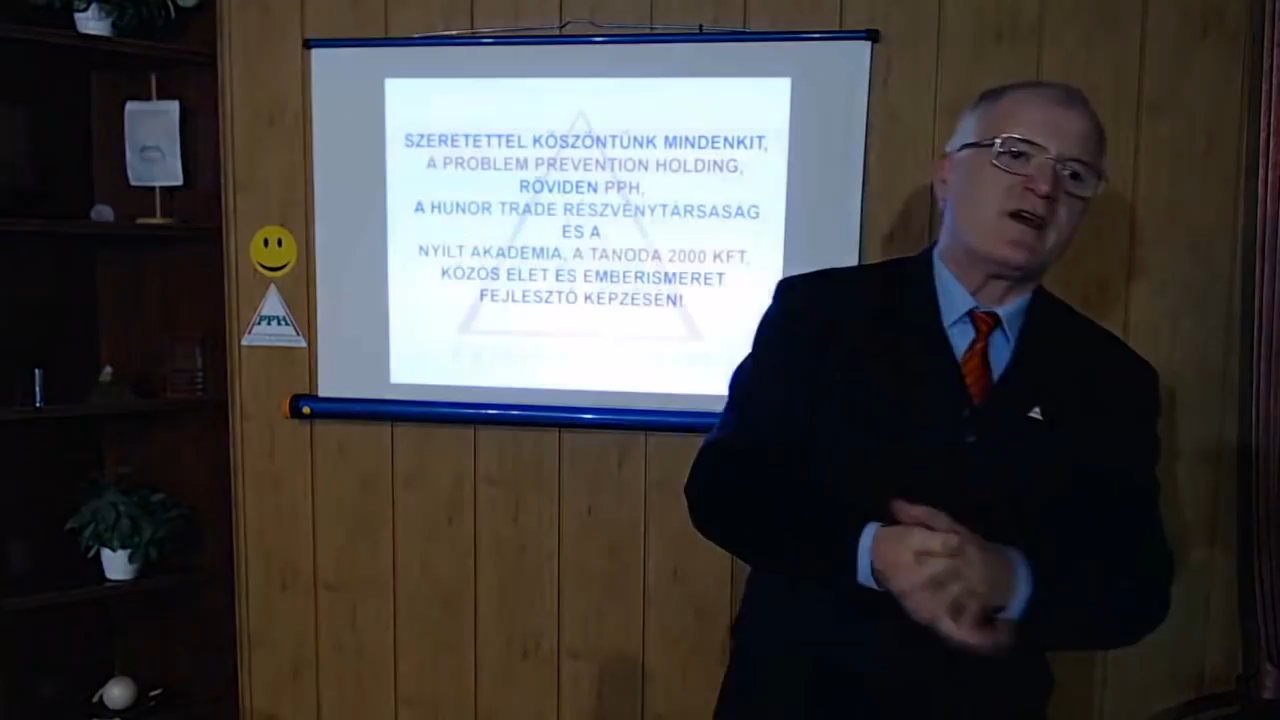 SZERETETTEL KÖSZÖNTÜNK MINDENKIT,
A PROBLEM PREVENTION HOLDING,
RÖVIDEN PPH,
A HUNOR TRADE RÉSZVÉNYTÁRSASÁG
ÉS A
NYÍLT AKADÉMIA, A TANODA 2000 KFT,
KÖZÖS ÉLET ÉS EMBERISMERET
FEJLESZTŐ KÉPZÉSÉN!
PPH